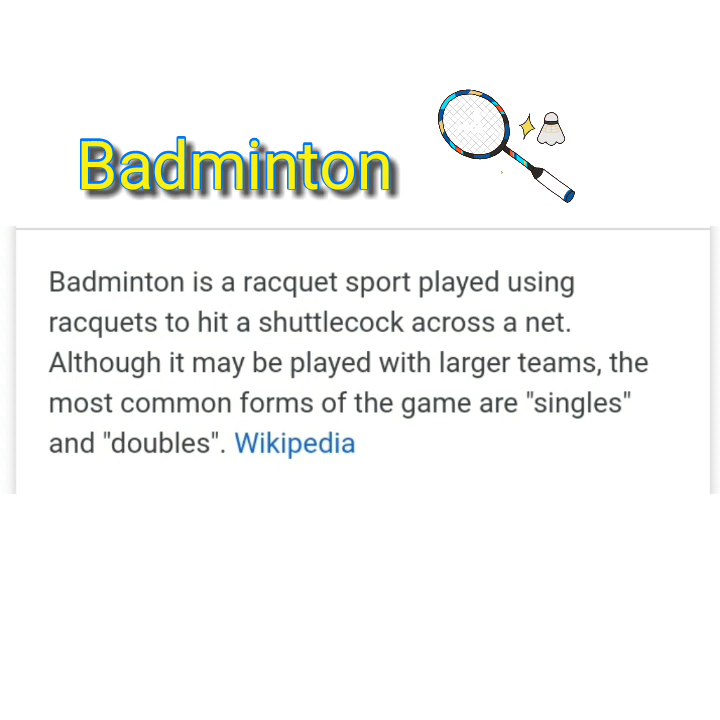 Badminton
Badminton is a racquet sport played using
racquets to hit a shuttlecock across a net.
Although it may be played with larger teams, the
most common forms of the game are "singles"
and "doubles". Wikipedia